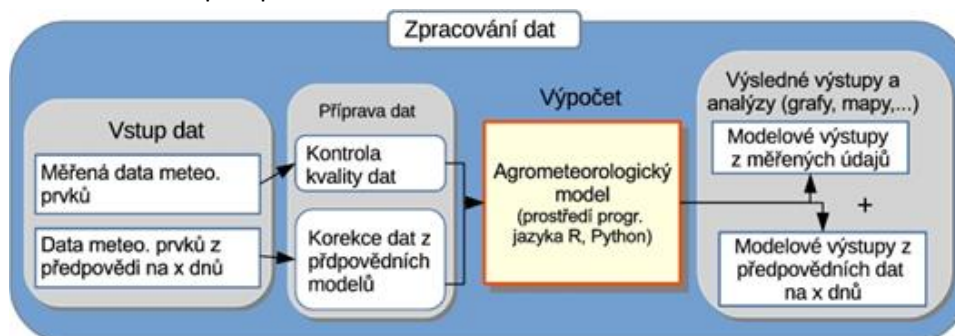 Zpracování dat
Vstup dat
Měřená data meteo.
prvků
Data meteo. prvků z
předpovědi na x dnů
Příprava dat
Kontrola
kvality dat
Korekce dat z
přdpovědních
modelů
Výpočet
Agrometeorologický
model
(prostředí progr.
jazyka R, Python)
Výsledné výstupy a
analýzy (grafy, mapy,...)
Modelové výstupy
z měřených údajů
+
Modelové výstupy z
předpovědních dat
na x dnů